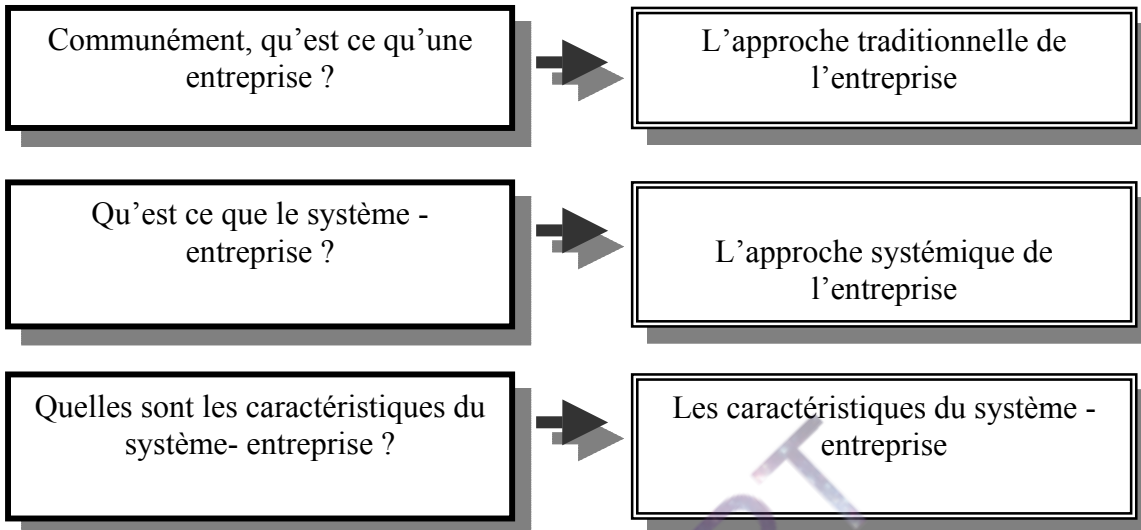 Communément, qu’est ce qu’une
entreprise ?
L’approche traditionnelle de
l’entreprise
Qu’est ce que le système -
entreprise ?
L’approche systémique de
l’entreprise
Quelles sont les caractéristiques du
système- entreprise ?
Les caractéristiques du système -
entreprise